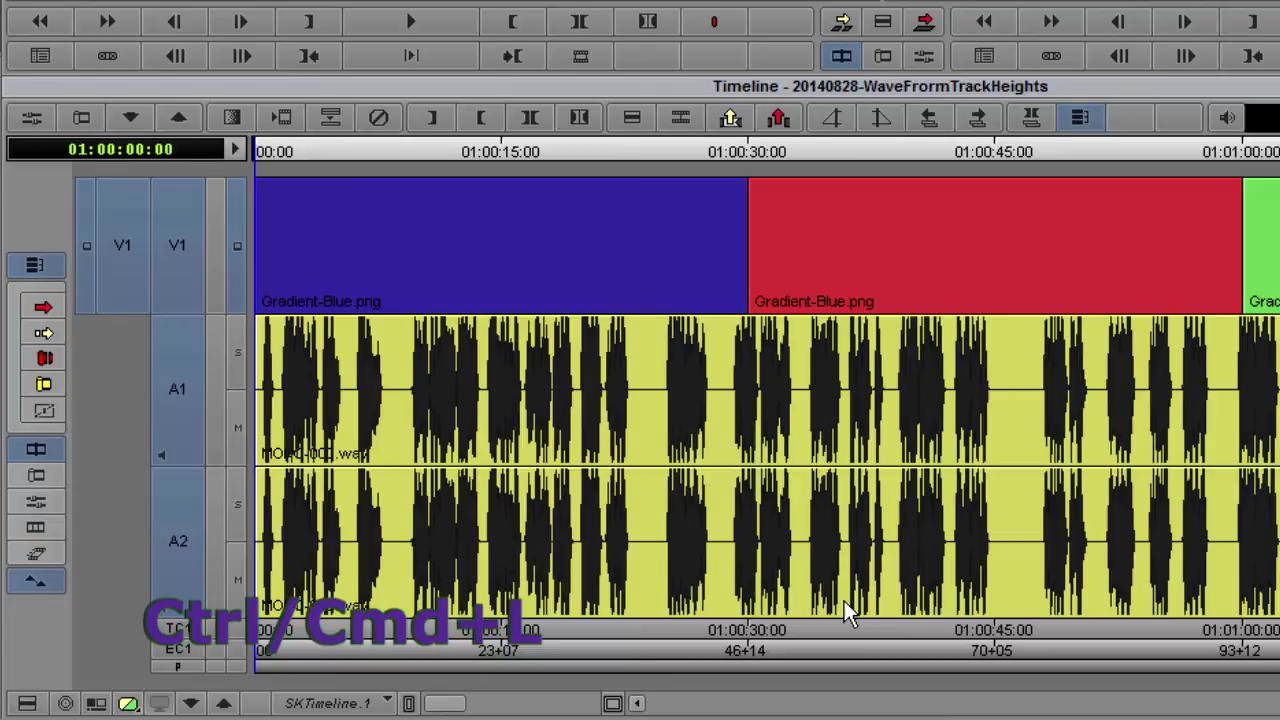 Timeline - 20140828-WaveFrormTrackHeights
01:00:00:00
00:00 01:00:15:00 01:00:30:00 01:00:45:00 01:01:00:00
V1 V1
Gradient-Blue.png Gradient-Blue.png Grad
A1 S
M
A2 S
M
Ctrl/Cmd+L
TC1 01:00:30:00 01:00:45:00 01:01:00:00
EC1 23+07 46+14 70+05 93+12
P
SKTimeline.1